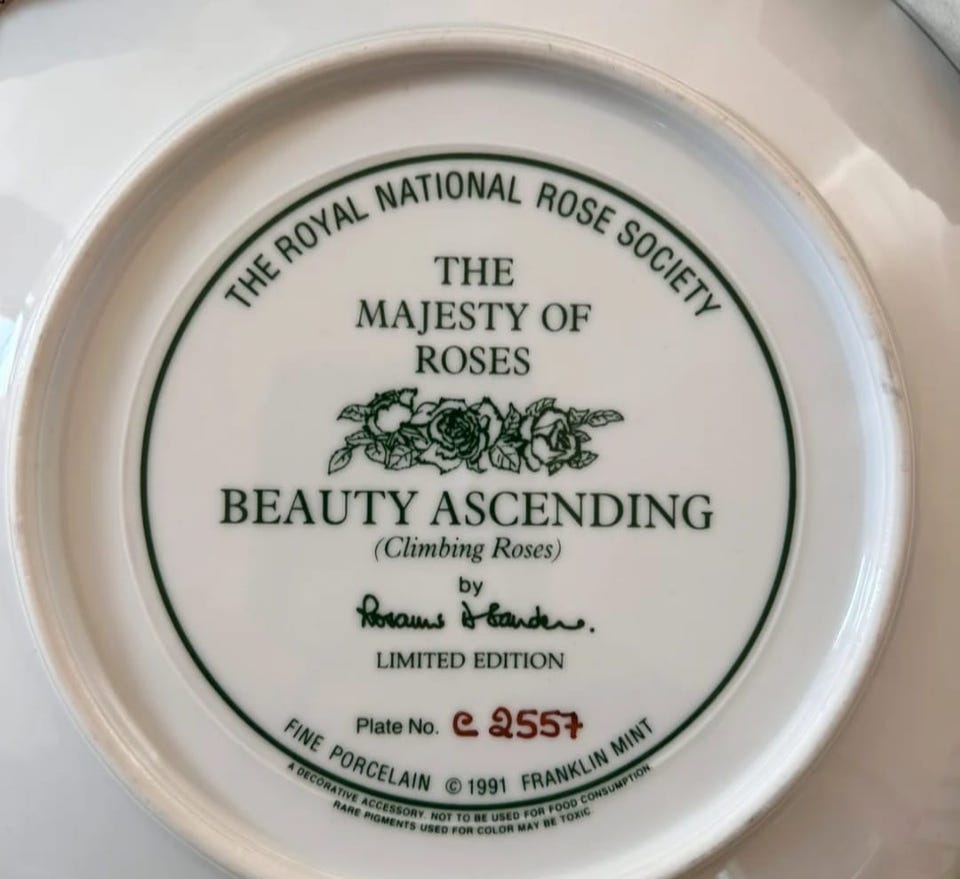 THE ROYAL NATIONAL ROSE SOCIETY
THE
MAJESTY OF
ROSES
BEAUTY ASCENDING
(Climbing Roses)
by
LIMITED EDITION
Plate No. C 2557
FINE PORCELAIN © 1991 FRANKLIN MINT
A DECORATIVE ACCESSORY. NOT TO BE USED FOR FOOD CONSUMPTION
RARE PIGMENTS USED FOR COLOR MAY BE TOXIC.